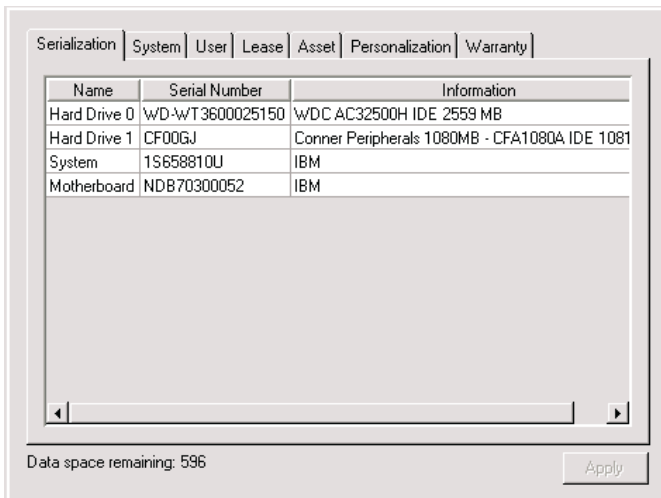 Serialization System User Lease Asset Personalization Warranty
Name Serial Number Information
Hard Drive 0 WD-WT3600025150 WDC AC32500H IDE 2559 MB
Hard Drive 1 CF00GJ Conner Peripherals 1080MB - CFA1080A IDE 1081
System 1S658810U IBM
Motherboard NDB70300052 IBM
Data space remaining: 596 Apply